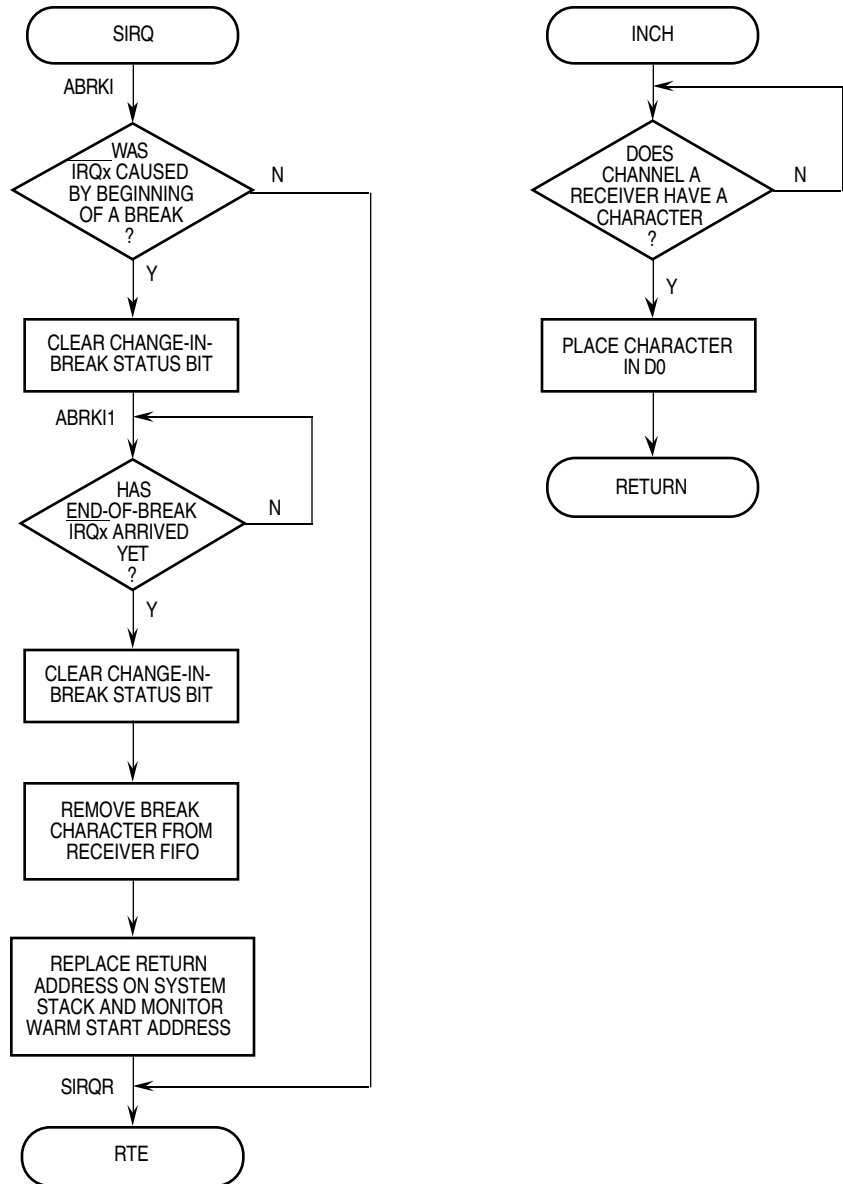 SIRQ
ABRKI
WAS
IRQx CAUSED
BY BEGINNING
OF A BREAK
?
N
Y
CLEAR CHANGE-IN-
BREAK STATUS BIT
ABRKI1
HAS
END-OF-BREAK
IRQx ARRIVED
YET
?
N
Y
CLEAR CHANGE-IN-
BREAK STATUS BIT
REMOVE BREAK
CHARACTER FROM
RECEIVER FIFO
REPLACE RETURN
ADDRESS ON SYSTEM
STACK AND MONITOR
WARM START ADDRESS
SIRQR
RTE
INCH
DOES
CHANNEL A
RECEIVER HAVE A
CHARACTER
?
N
Y
PLACE CHARACTER
IN D0
RETURN